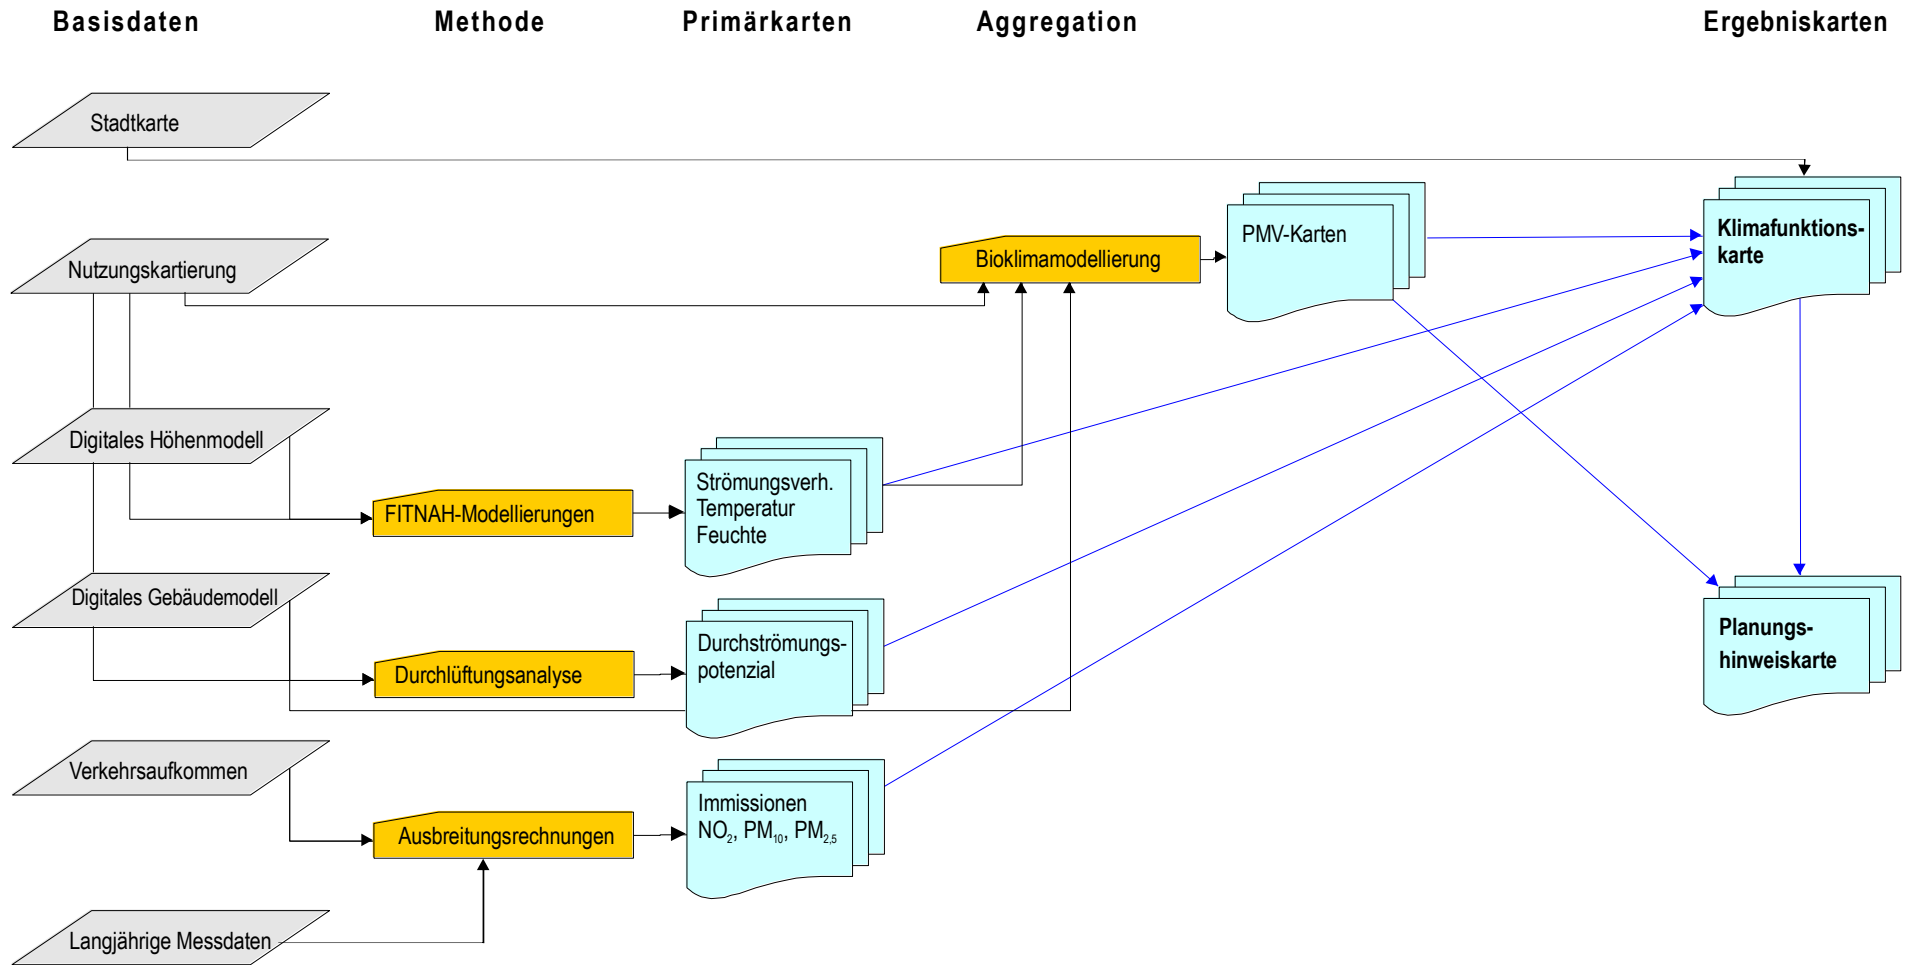 Basisdaten Methode Primärkarten Aggregation Ergebniskarten
Stadtkarte
Nutzungskartierung
Bioklimamodellierung
PMV-Karten
Klimafunktions-
karte
Digitales Höhenmodell
FITNAH-Modellierungen
Strömungsverh.
Temperatur
Feuchte
Digitales Gebäudemodell
Durchlüftungsanalyse
Durchströmungs-
potenzial
Planungs-
hinweiskarte
Verkehrsaufkommen
Ausbreitungsrechnungen
Immissionen
NO₂, PM₁₀, PM₂,₅
Langjährige Messdaten